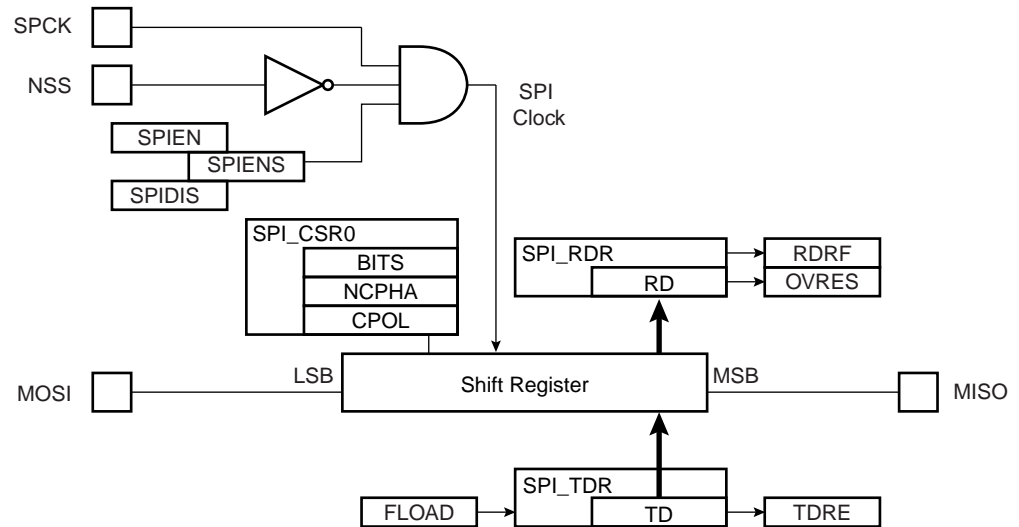 SPCK
NSS
SPI
Clock
SPIEN
SPIENS
SPIDIS
SPI_CSR0
BITS
NCPHA
CPOL
SPI_RDR
RD
RDRF
OVRES
MOSI
LSB
Shift Register
MSB
MISO
SPI_TDR
FLOAD
TD
TDRE